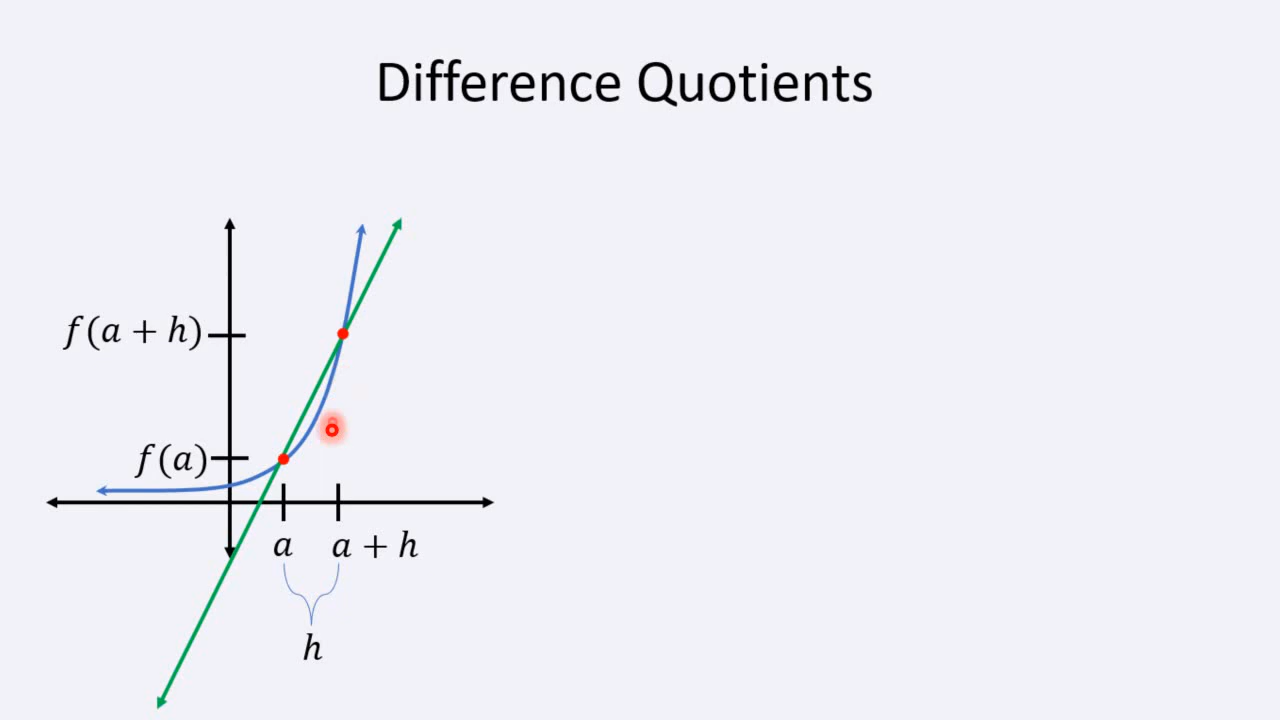 Difference Quotients
f(a + h)
f(a)
a
a + h
h